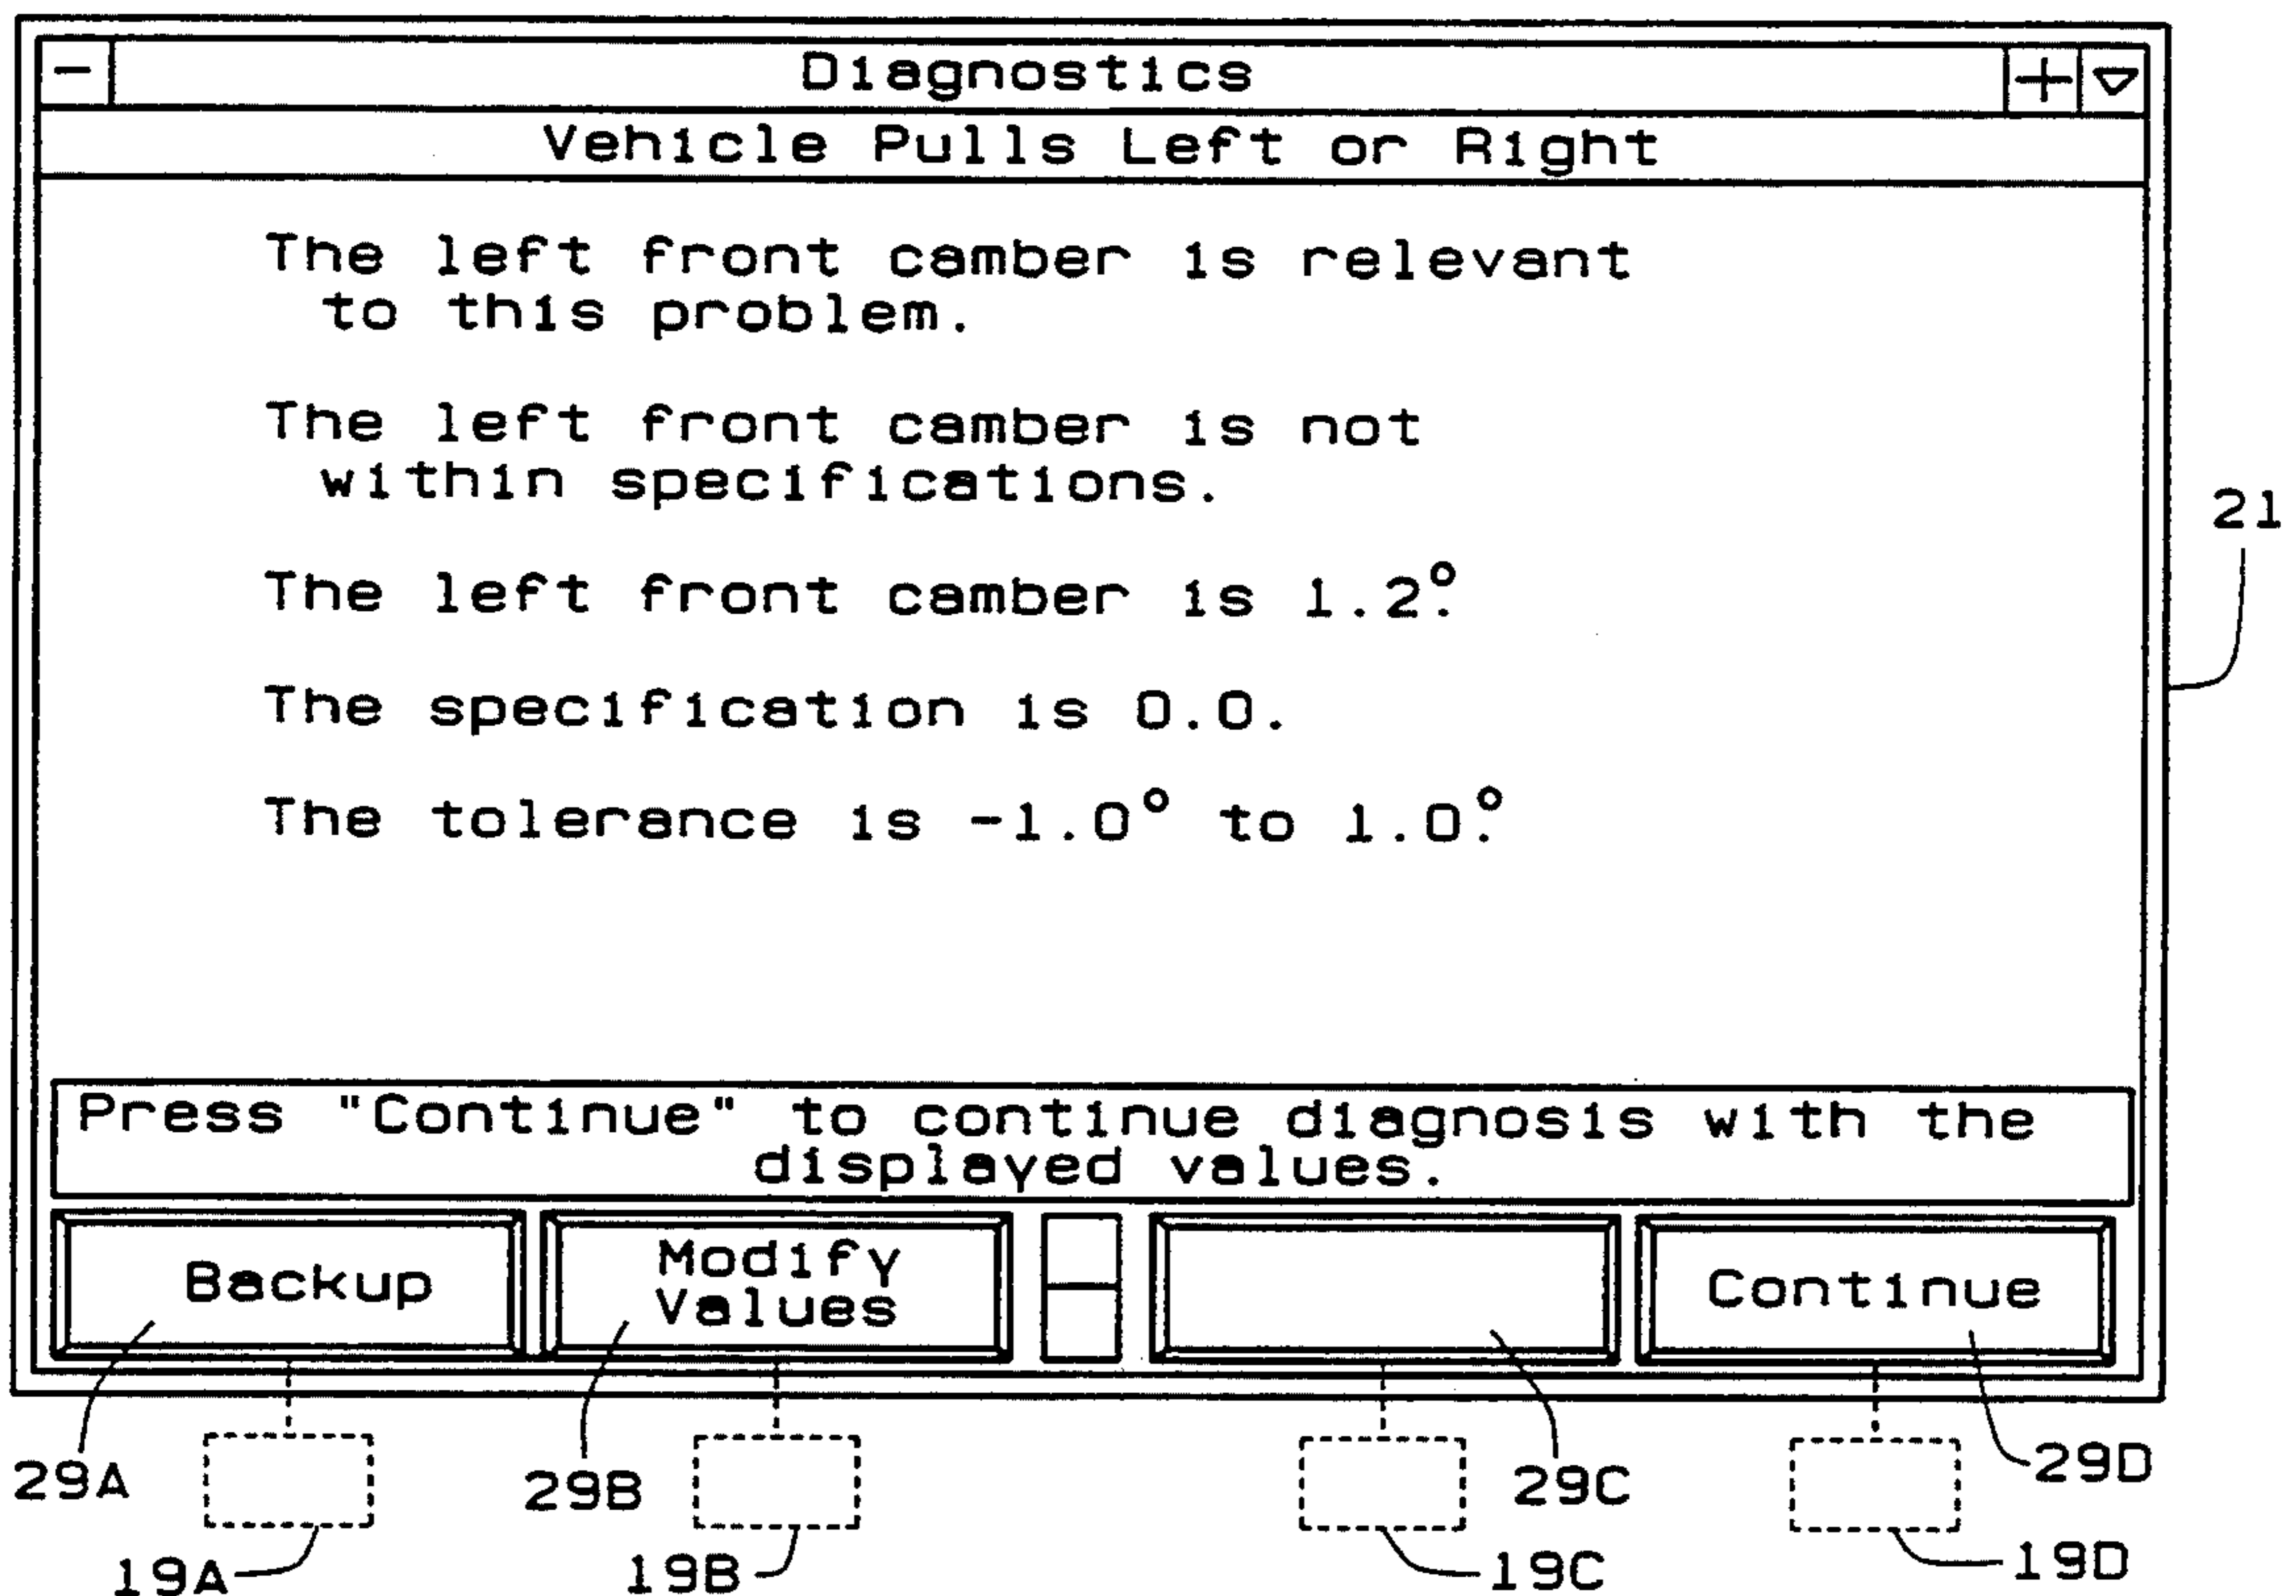 Diagnostics
Vehicle Pulls Left or Right
The left front camber is relevant
to this problem.
The left front camber is not
within specifications.
The left front camber is 1.2°.
The specification is 0.0.
The tolerance is -1.0° to 1.0°.
21
Press "Continue" to continue diagnosis with the
displayed values.
Backup
Modify
Values
Continue
29A
29B
29C
29D
19A
19B
19C
19D